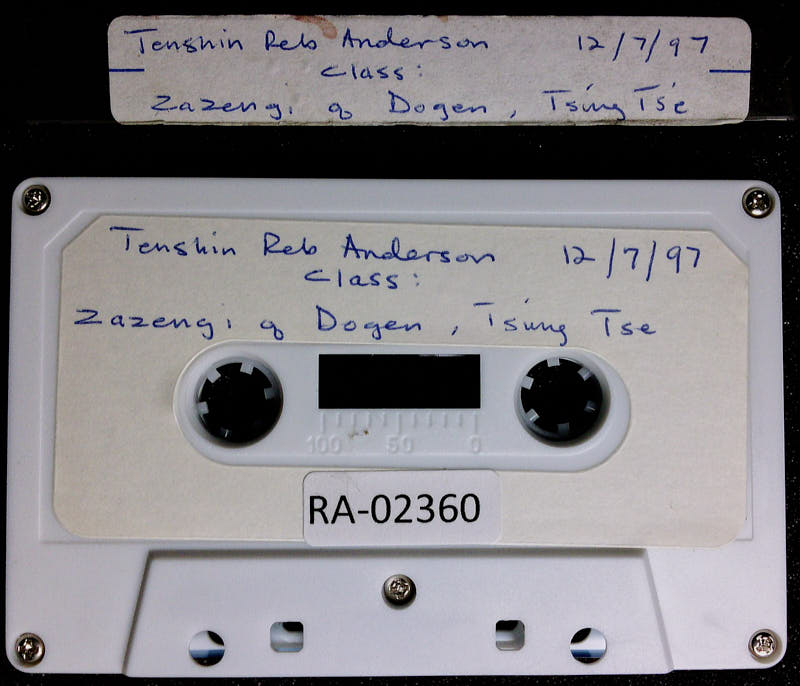 Tenshin Reb Anderson 12/7/97
Class:
Zazengi of Dogen, Tsung Tse
Tenshin Reb Anderson 12/7/97
Class:
Zazengi of Dogen, Tsung Tse
100 50 0
RA-02360